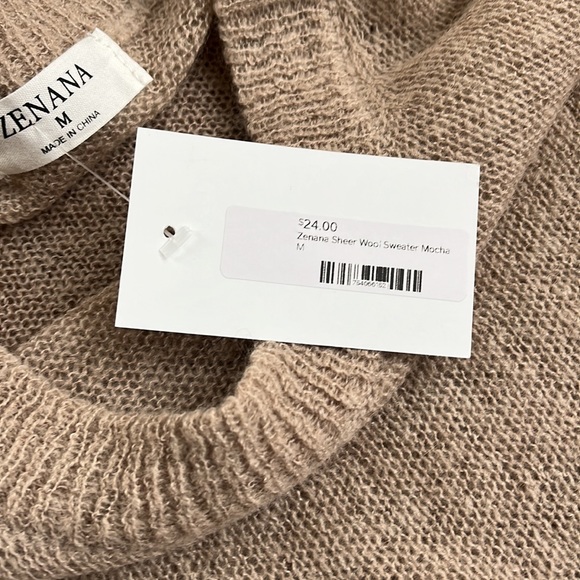 ZENANA
M
MADE IN CHINA
$24.00
Zenana Sheer Wool Sweater Mocha
M